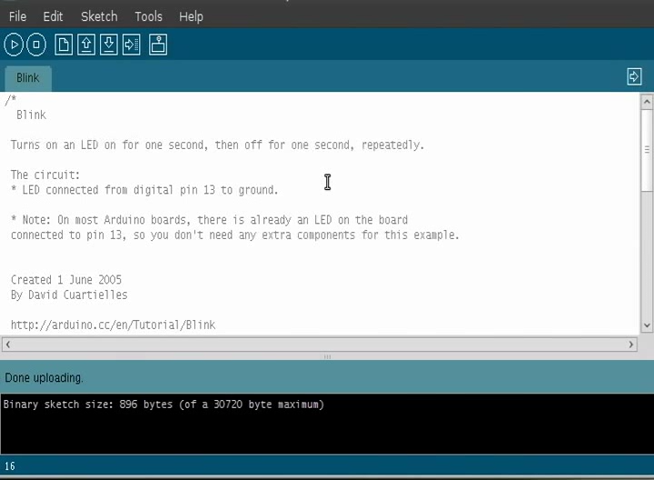 File Edit Sketch Tools Help
Blink
/*
Blink
Turns on an LED on for one second, then off for one second, repeatedly.
The circuit:
* LED connected from digital pin 13 to ground.
* Note: On most Arduino boards, there is already an LED on the board
connected to pin 13, so you don't need any extra components for this example.
Created 1 June 2005
By David Cuartielles
http://arduino.cc/en/Tutorial/Blink
Done uploading.
Binary sketch size: 896 bytes (of a 30720 byte maximum)
16